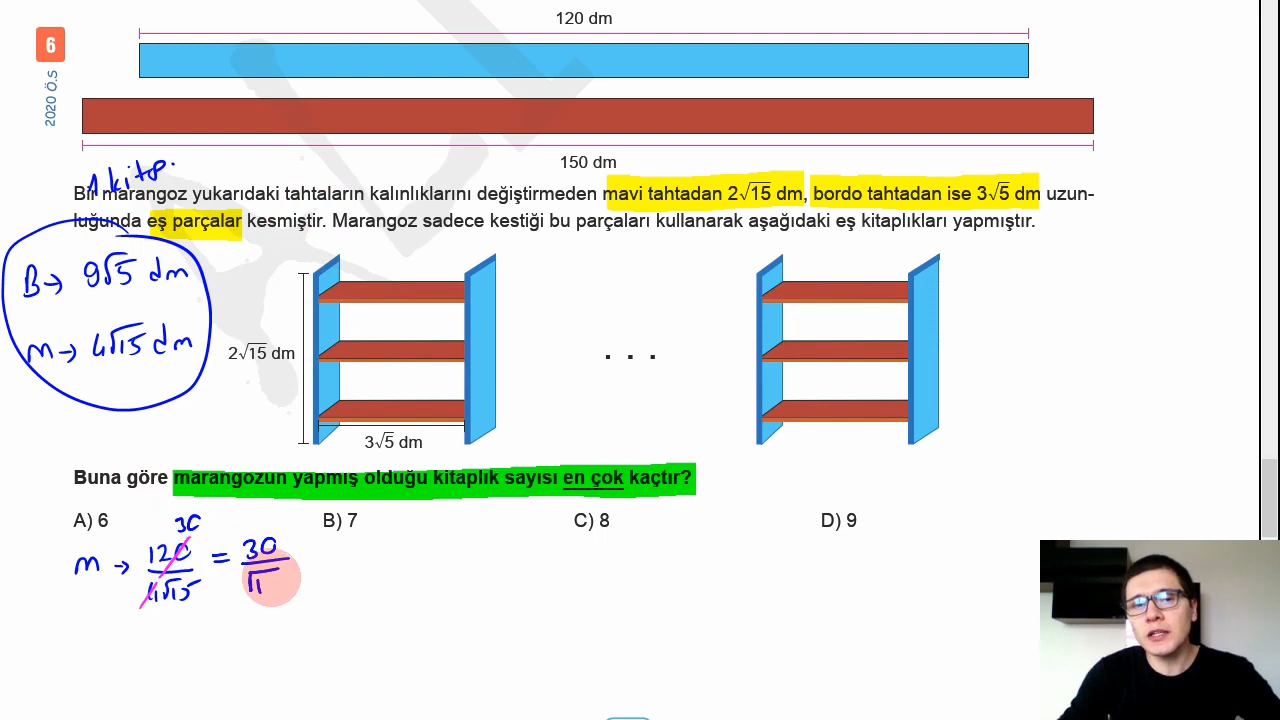 120 dm
6
2020 Ö.S
150 dm
1 kitp.
Bir marangoz yukarıdaki tahtaların kalınlıklarını değiştirmeden mavi tahtadan 2√15 dm, bordo tahtadan ise 3√5 dm uzun-
luğunda eş parçalar kesmiştir. Marangoz sadece kestiği bu parçaları kullanarak aşağıdaki eş kitaplıkları yapmıştır.
B→ 9√5 dm
m→ 4√15 dm
2√15 dm
. . .
3√5 dm
Buna göre marangozun yapmış olduğu kitaplık sayısı en çok kaçtır?
A) 6 B) 7 C) 8 D) 9
30
m → 120/4√15 = 30/√1